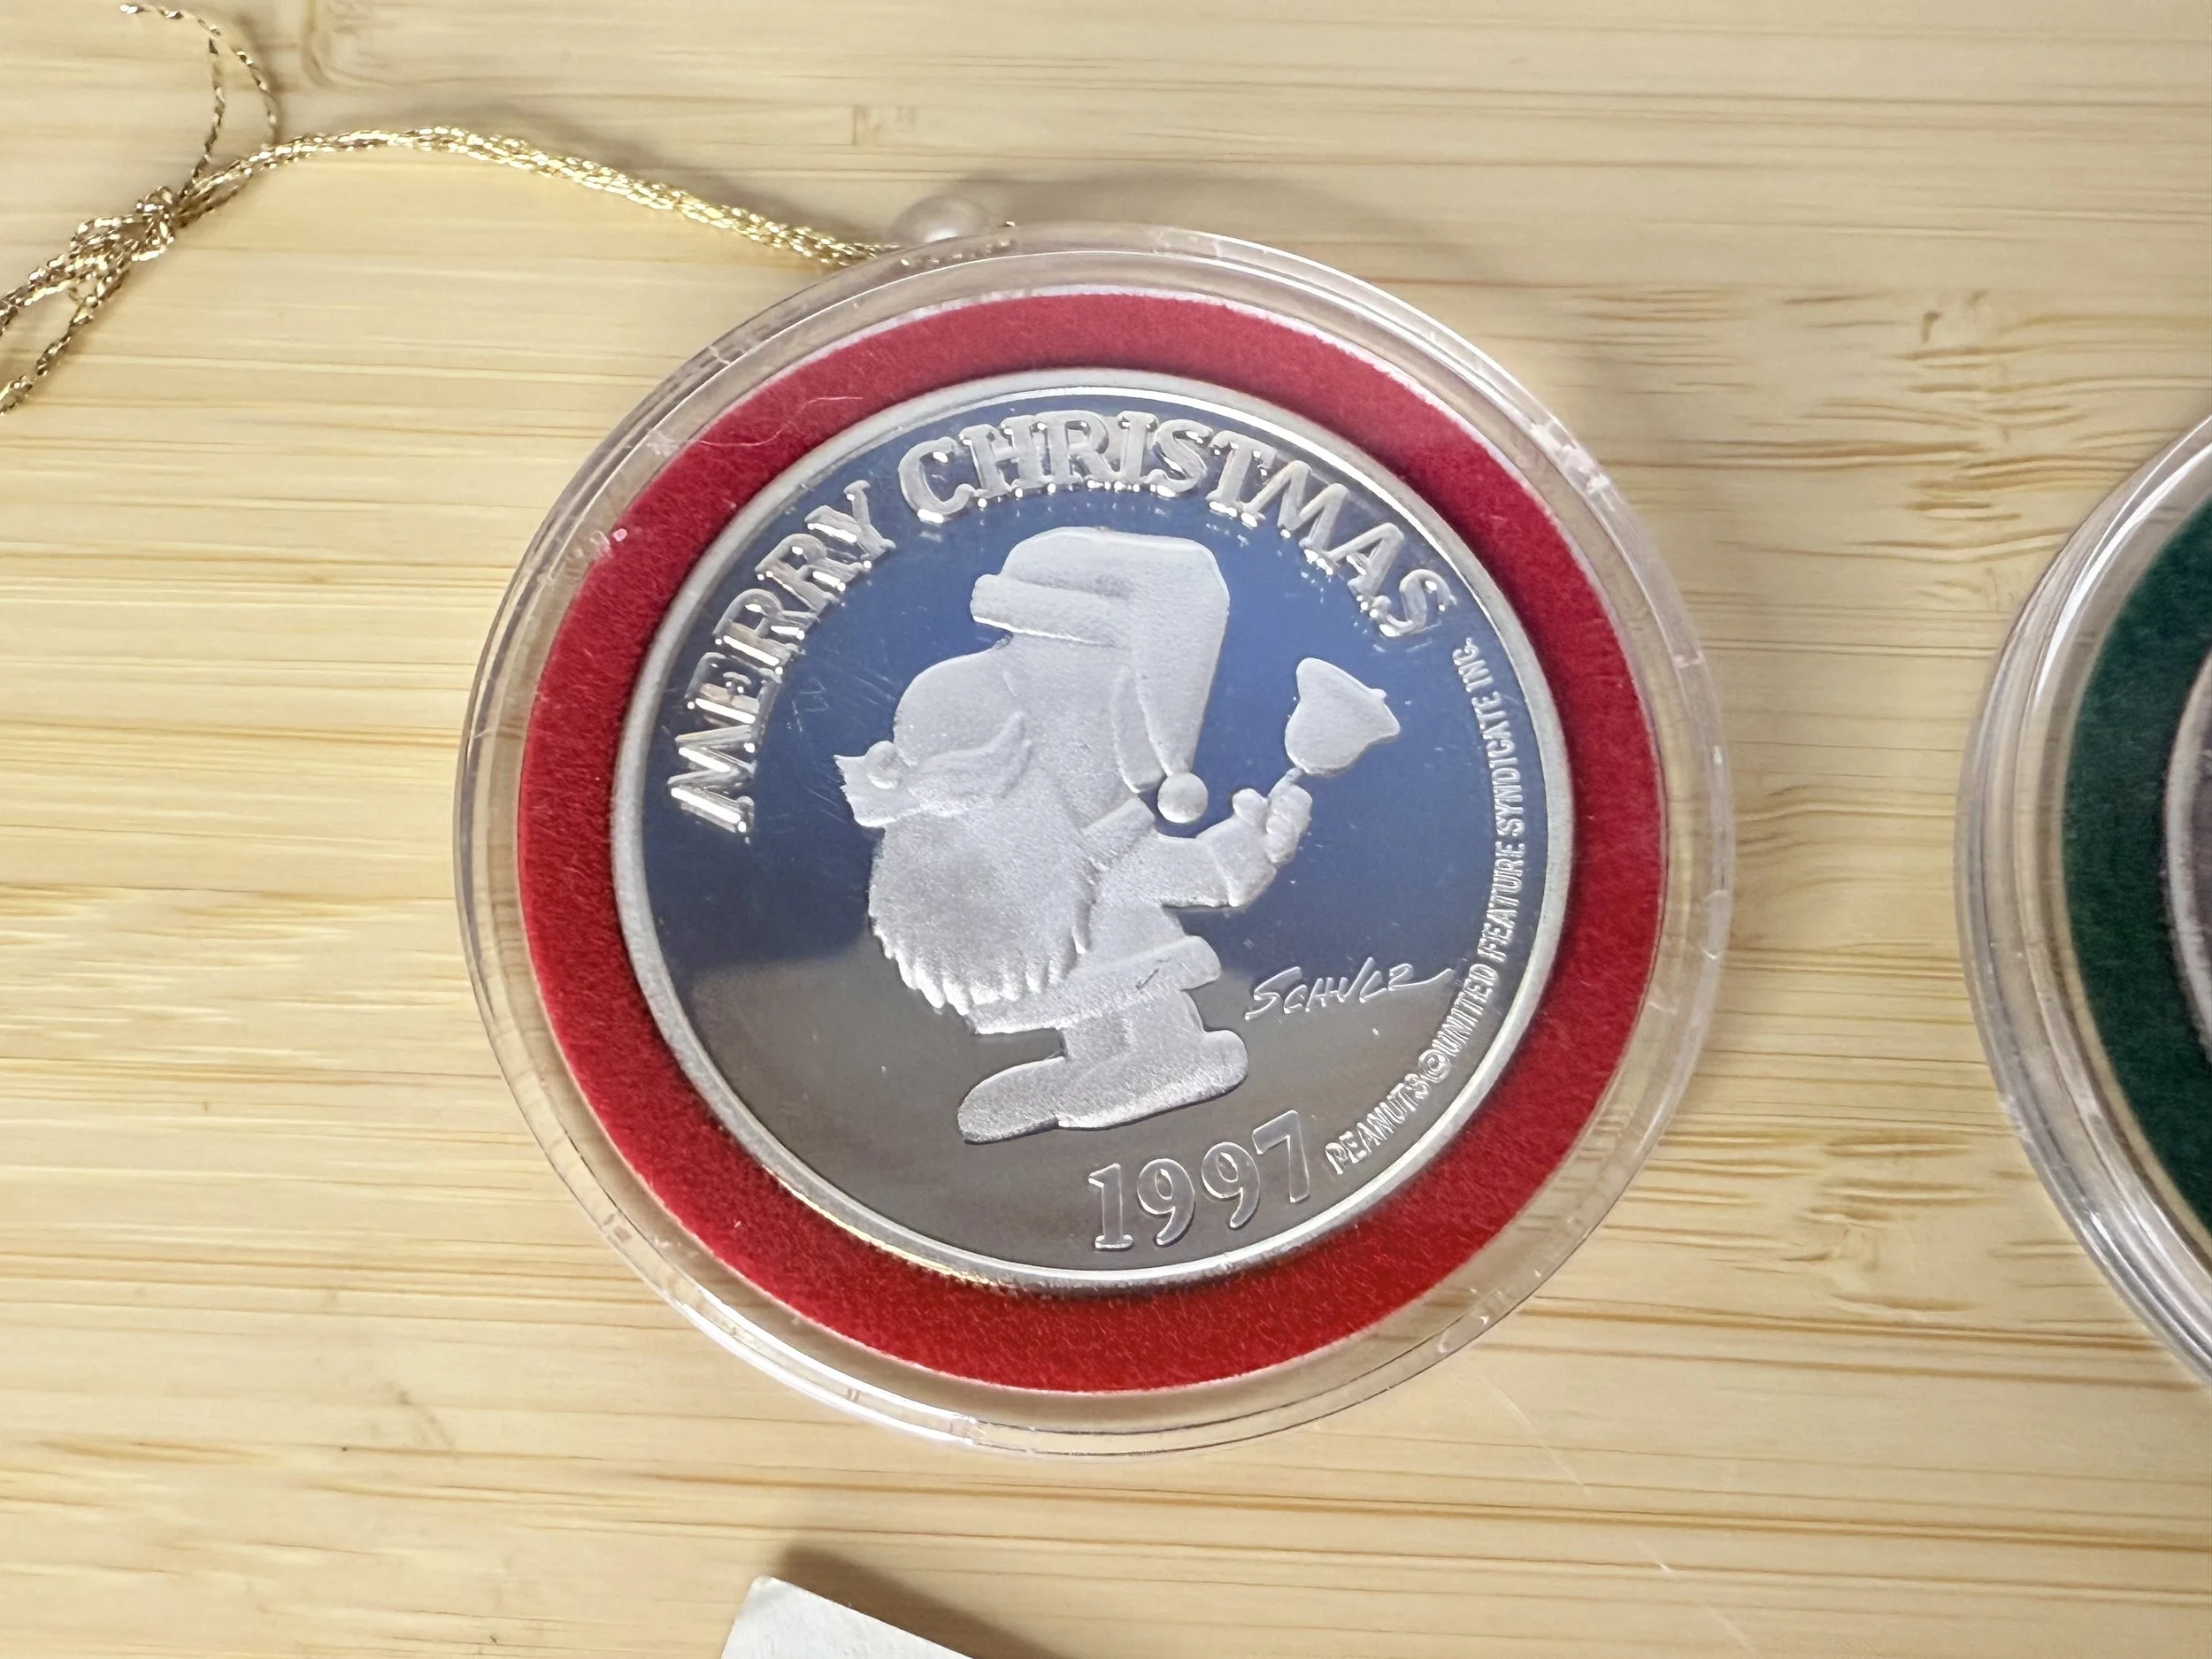 MERRY CHRISTMAS
SCHULZ
1997
PEANUTS © UNITED FEATURE SYNDICATE INC.